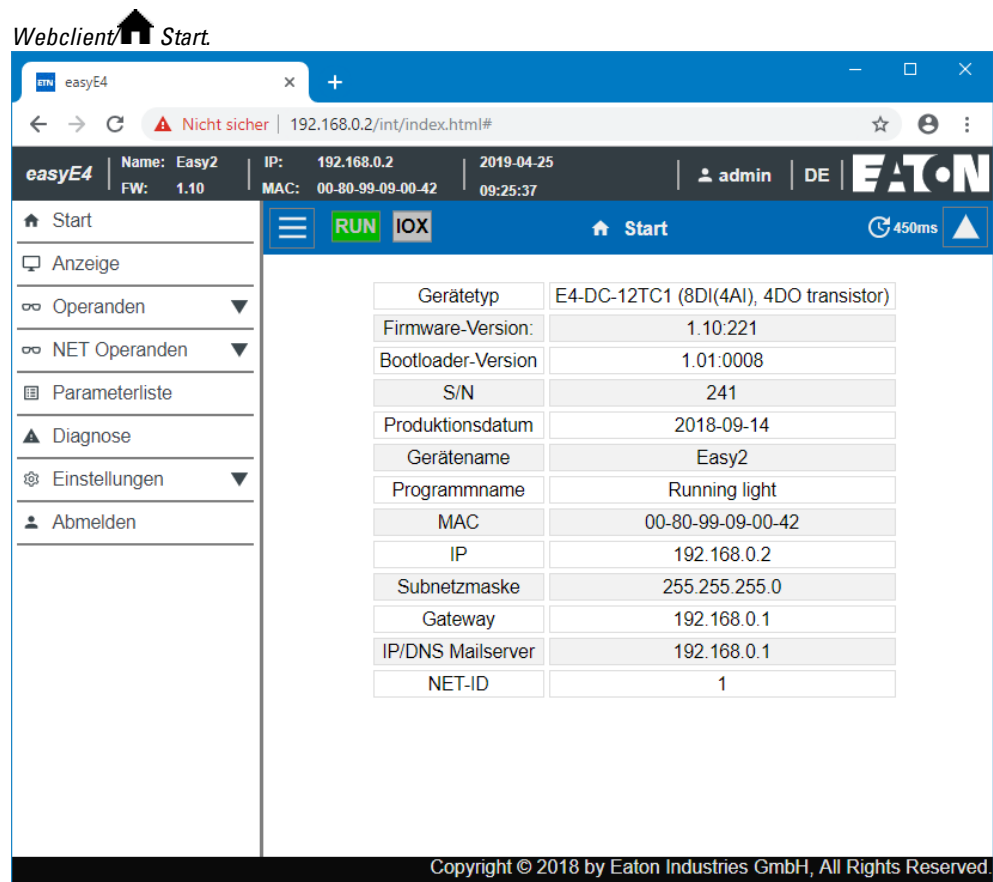 Webclient/ Start.
ETN easyE4
Nicht sicher | 192.168.0.2/int/index.html#
easyE4 | Name: Easy2 | IP: 192.168.0.2 | 2019-04-25 | admin | DE | EATON
FW: 1.10 MAC: 00-80-99-09-00-42 09:25:37
Start
Anzeige
Operanden
NET Operanden
Parameterliste
Diagnose
Einstellungen
Abmelden
RUN IOX Start 450ms
Gerätetyp E4-DC-12TC1 (8DI(4AI), 4DO transistor)
Firmware-Version: 1.10:221
Bootloader-Version 1.01:0008
S/N 241
Produktionsdatum 2018-09-14
Gerätename Easy2
Programmname Running light
MAC 00-80-99-09-00-42
IP 192.168.0.2
Subnetzmaske 255.255.255.0
Gateway 192.168.0.1
IP/DNS Mailserver 192.168.0.1
NET-ID 1
Copyright © 2018 by Eaton Industries GmbH, All Rights Reserved.